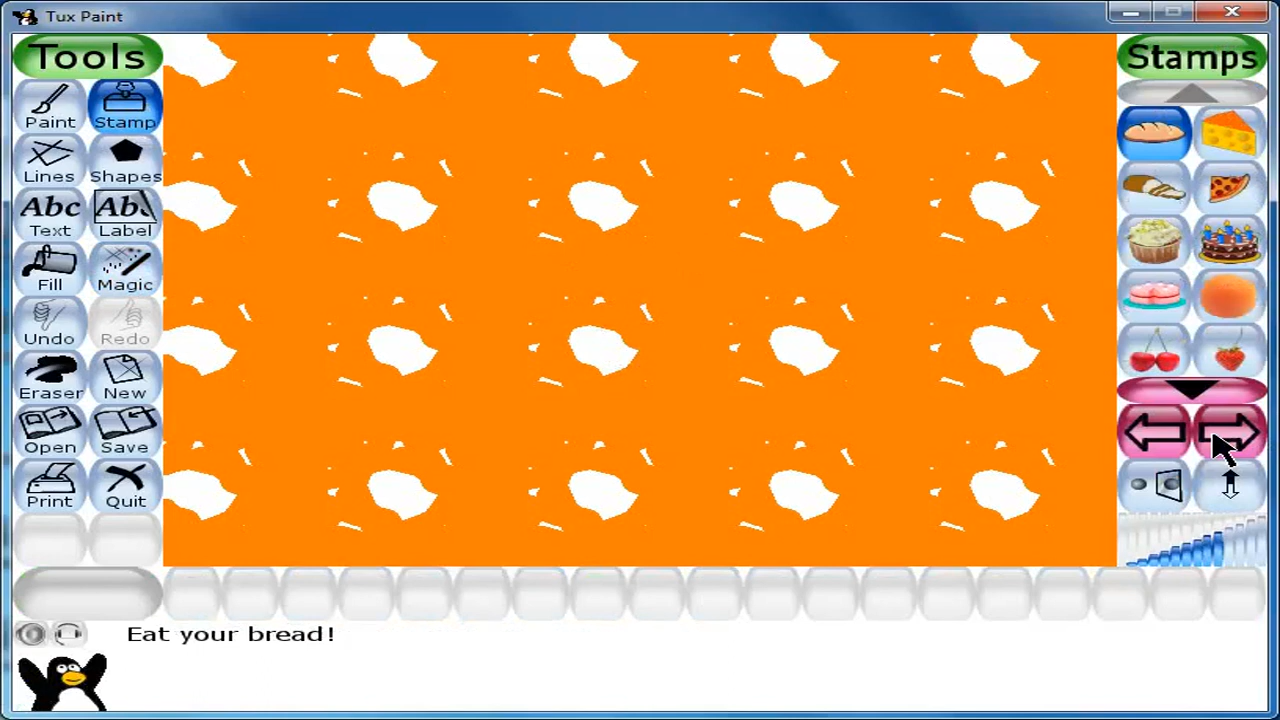 Tux Paint
Tools
Stamps
Paint
Stamp
Lines
Shapes
Abc
Text
Abc
Label
Fill
Magic
Undo
Redo
Eraser
New
Open
Save
Print
Quit
Eat your bread!